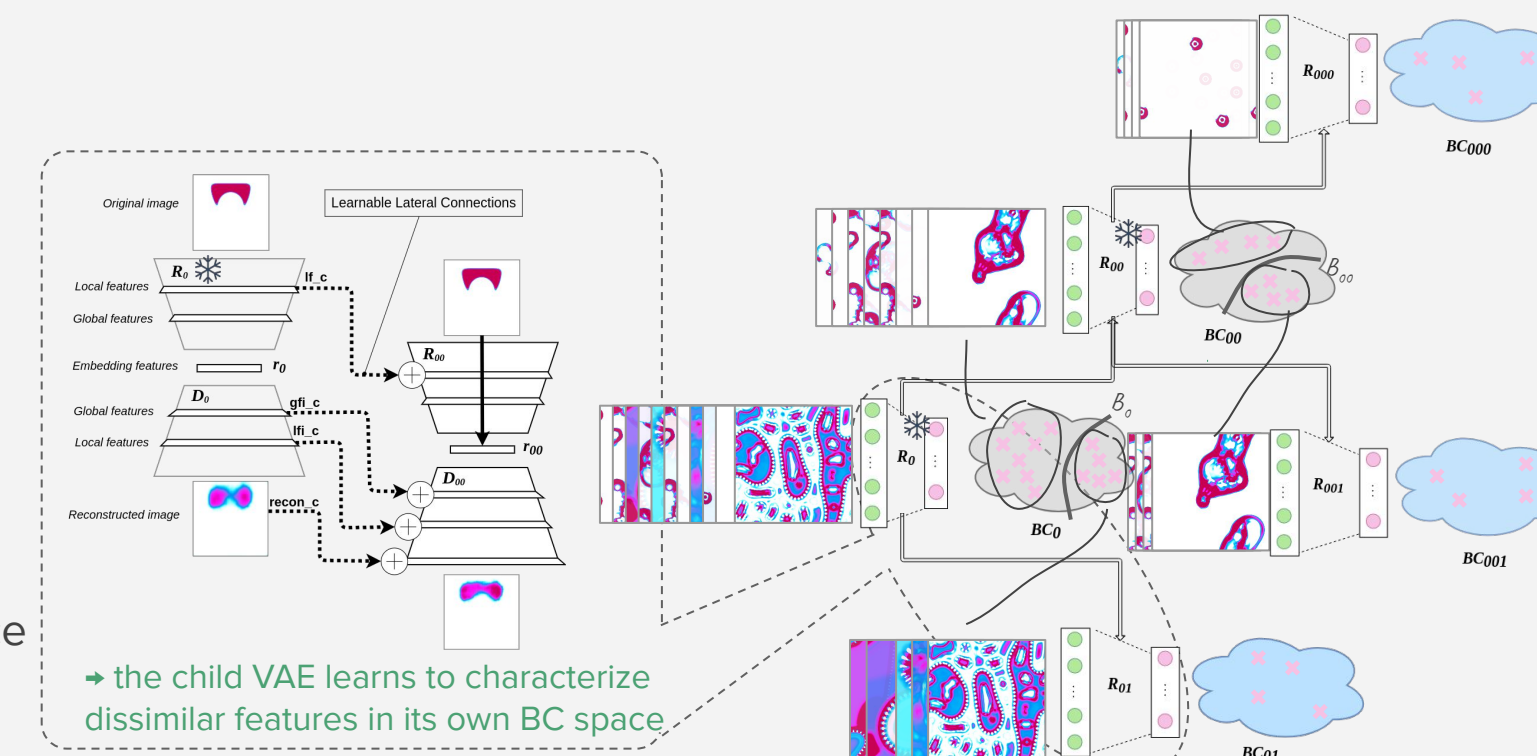 Original image
R0
Local features
Global features
Embedding features
r0
D0
Global features
Local features
Reconstructed image
Learnable Lateral Connections
lf_c
gfi_c
lfi_c
recon_c
R00
r00
D00
e
→ the child VAE learns to characterize
dissimilar features in its own BC space
R000
BC000
R00
B00
BC00
R0
B0
BC0
R001
BC001
R01
BC01